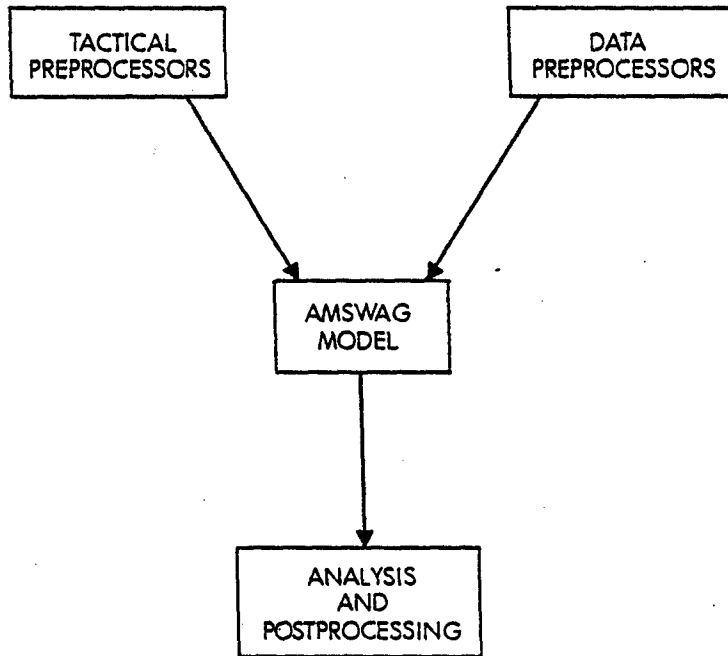 TACTICAL
PREPROCESSORS
DATA
PREPROCESSORS
AMSWAG
MODEL
ANALYSIS
AND
POSTPROCESSING